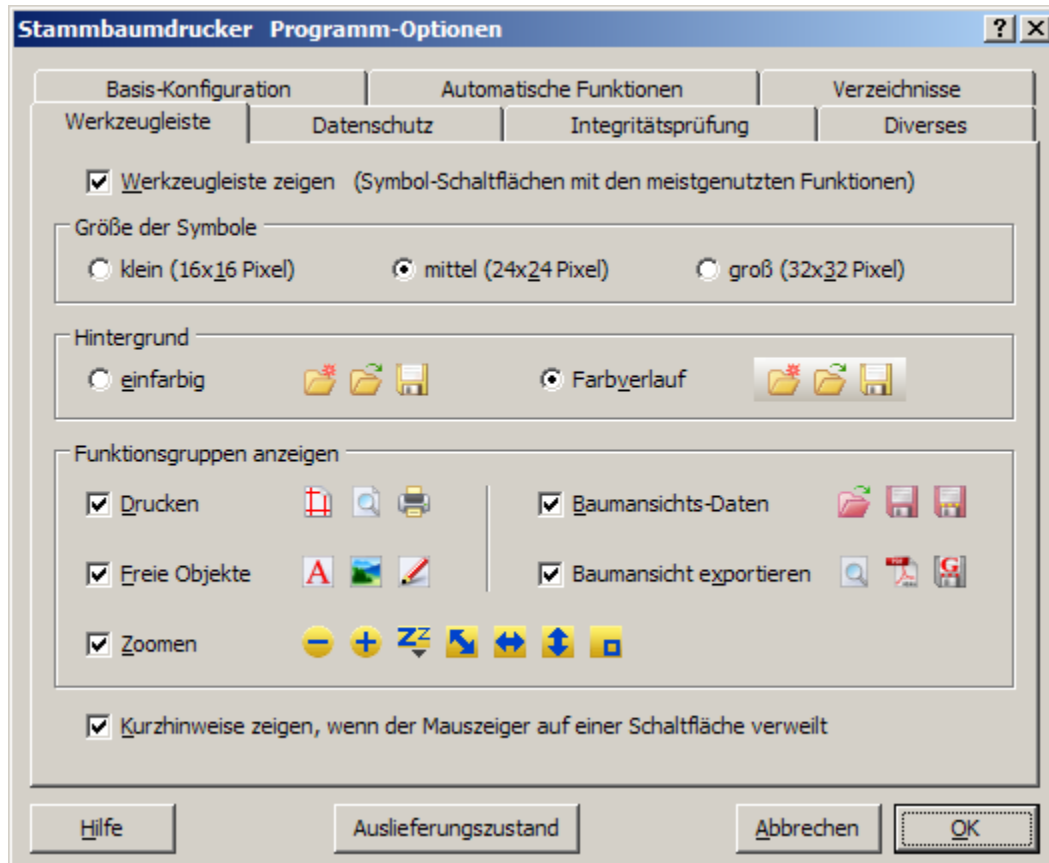 Stammbaumdrucker Programm-Optionen
Basis-Konfiguration Automatische Funktionen Verzeichnisse
Werkzeugleiste Datenschutz Integritätsprüfung Diverses
Werkzeugleiste zeigen (Symbol-Schaltflächen mit den meistgenutzten Funktionen)
Größe der Symbole
klein (16x16 Pixel) mittel (24x24 Pixel) groß (32x32 Pixel)
Hintergrund
einfarbig Farbverlauf
Funktionsgruppen anzeigen
Drucken Baumansichts-Daten
Freie Objekte Baumansicht exportieren
Zoomen
Kurzhinweise zeigen, wenn der Mauszeiger auf einer Schaltfläche verweilt
Hilfe Auslieferungszustand Abbrechen OK